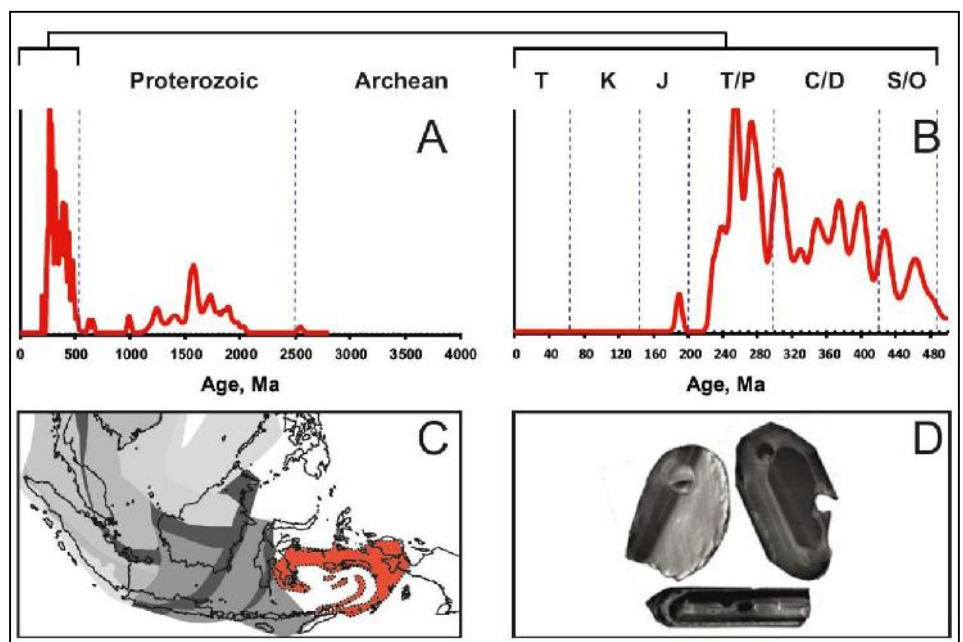 Proterozoic Archean
A
0 500 1000 1500 2000 2500 3000 3500 4000
Age, Ma
T K J T/P C/D S/O
B
0 40 80 120 160 200 240 280 320 360 400 440 480
Age, Ma
C
D